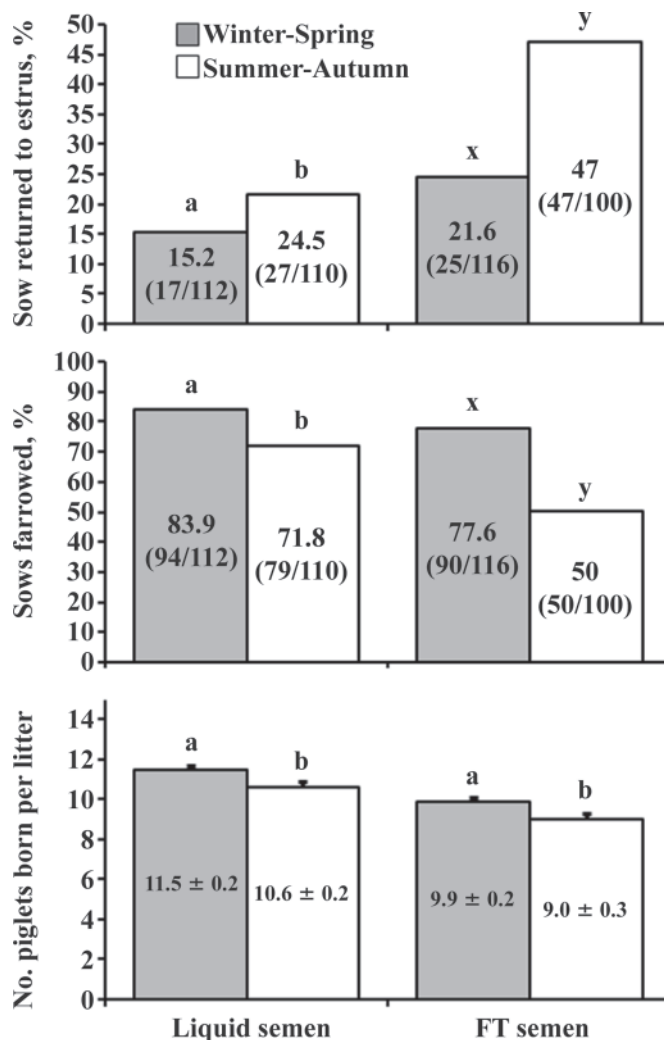 Sow returned to estrus, %
50
45
40
35
30
25
20
15
10
5
0
Winter-Spring
Summer-Autumn
a
15.2
(17/112)
b
24.5
(27/110)
x
21.6
(25/116)
y
47
(47/100)
Sows farrowed, %
100
90
80
70
60
50
40
30
20
10
0
a
83.9
(94/112)
b
71.8
(79/110)
x
77.6
(90/116)
y
50
(50/100)
No. piglets born per litter
14
12
10
8
6
4
2
0
a
11.5 ± 0.2
b
10.6 ± 0.2
a
9.9 ± 0.2
b
9.0 ± 0.3
Liquid semen
FT semen